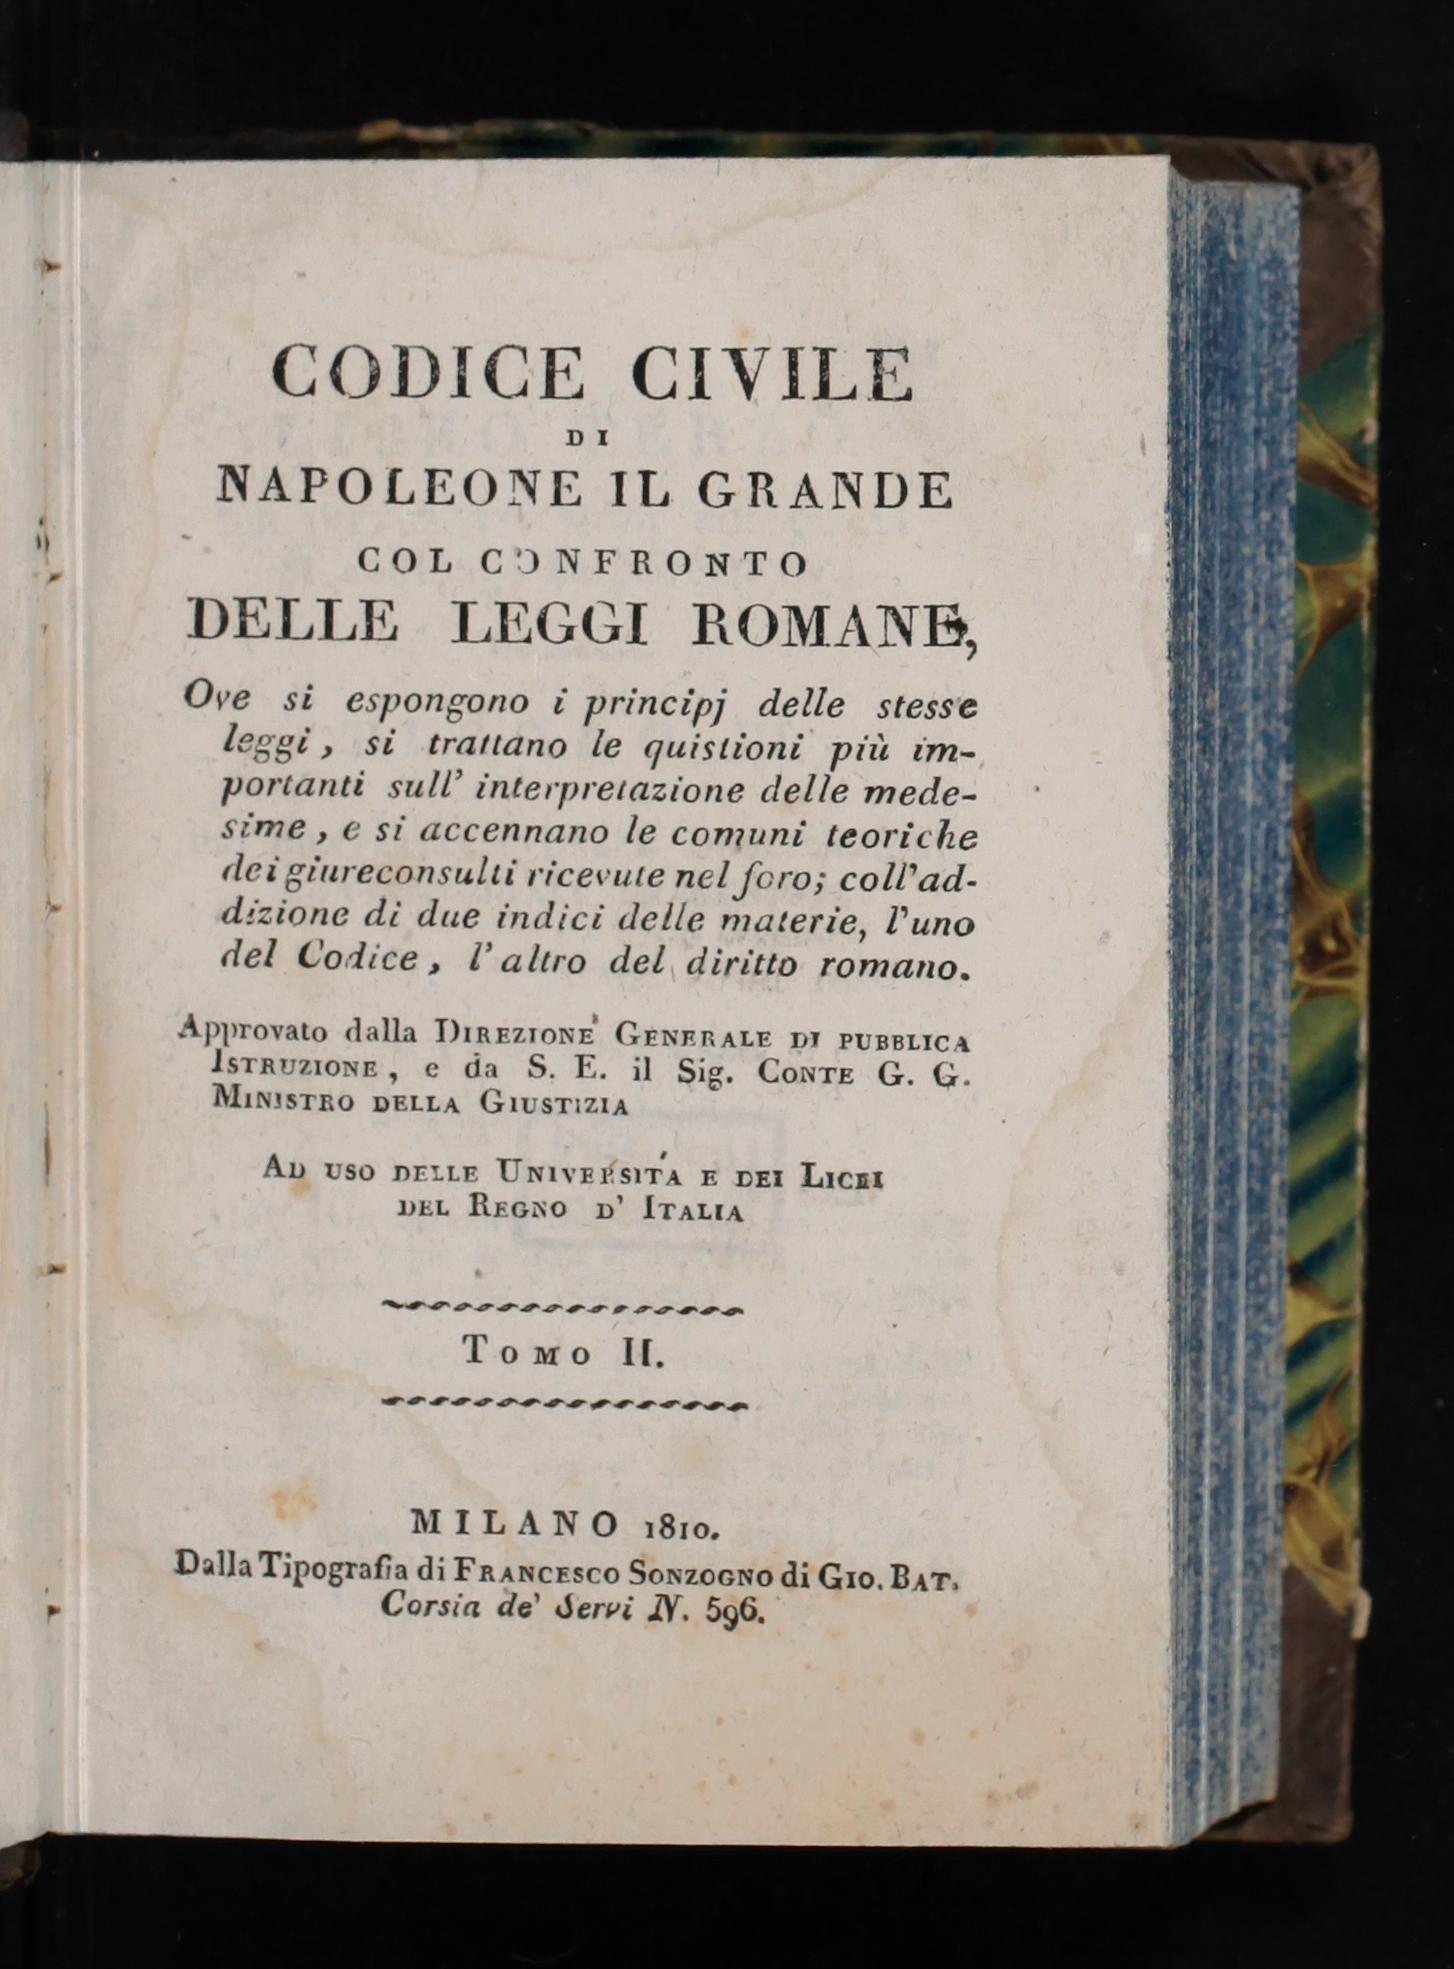 CODICE CIVILE
DI
NAPOLEONE IL GRANDE
COL CONFRONTO
DELLE LEGGI ROMANE,
Ove si espongono i principj delle stesse
leggi, si trattano le quistioni più im-
portanti sull' interpretazione delle mede-
sime, e si accennano le comuni teoriche
dei giureconsulti ricevute nel foro; coll'ad-
dizione di due indici delle materie, l'uno
del Codice, l'altro del diritto romano.
Approvato dalla DIREZIONE GENERALE DI PUBBLICA
ISTRUZIONE, e da S. E. il Sig. CONTE G. G.
MINISTRO DELLA GIUSTIZIA
AD USO DELLE UNIVERSITÁ E DEI LICEI
DEL REGNO D' ITALIA
TOMO II.
MILANO 1810.
Dalla Tipografia di FRANCESCO SONZOGNO di GIO. BAT.
Corsia de' Servi N. 596.